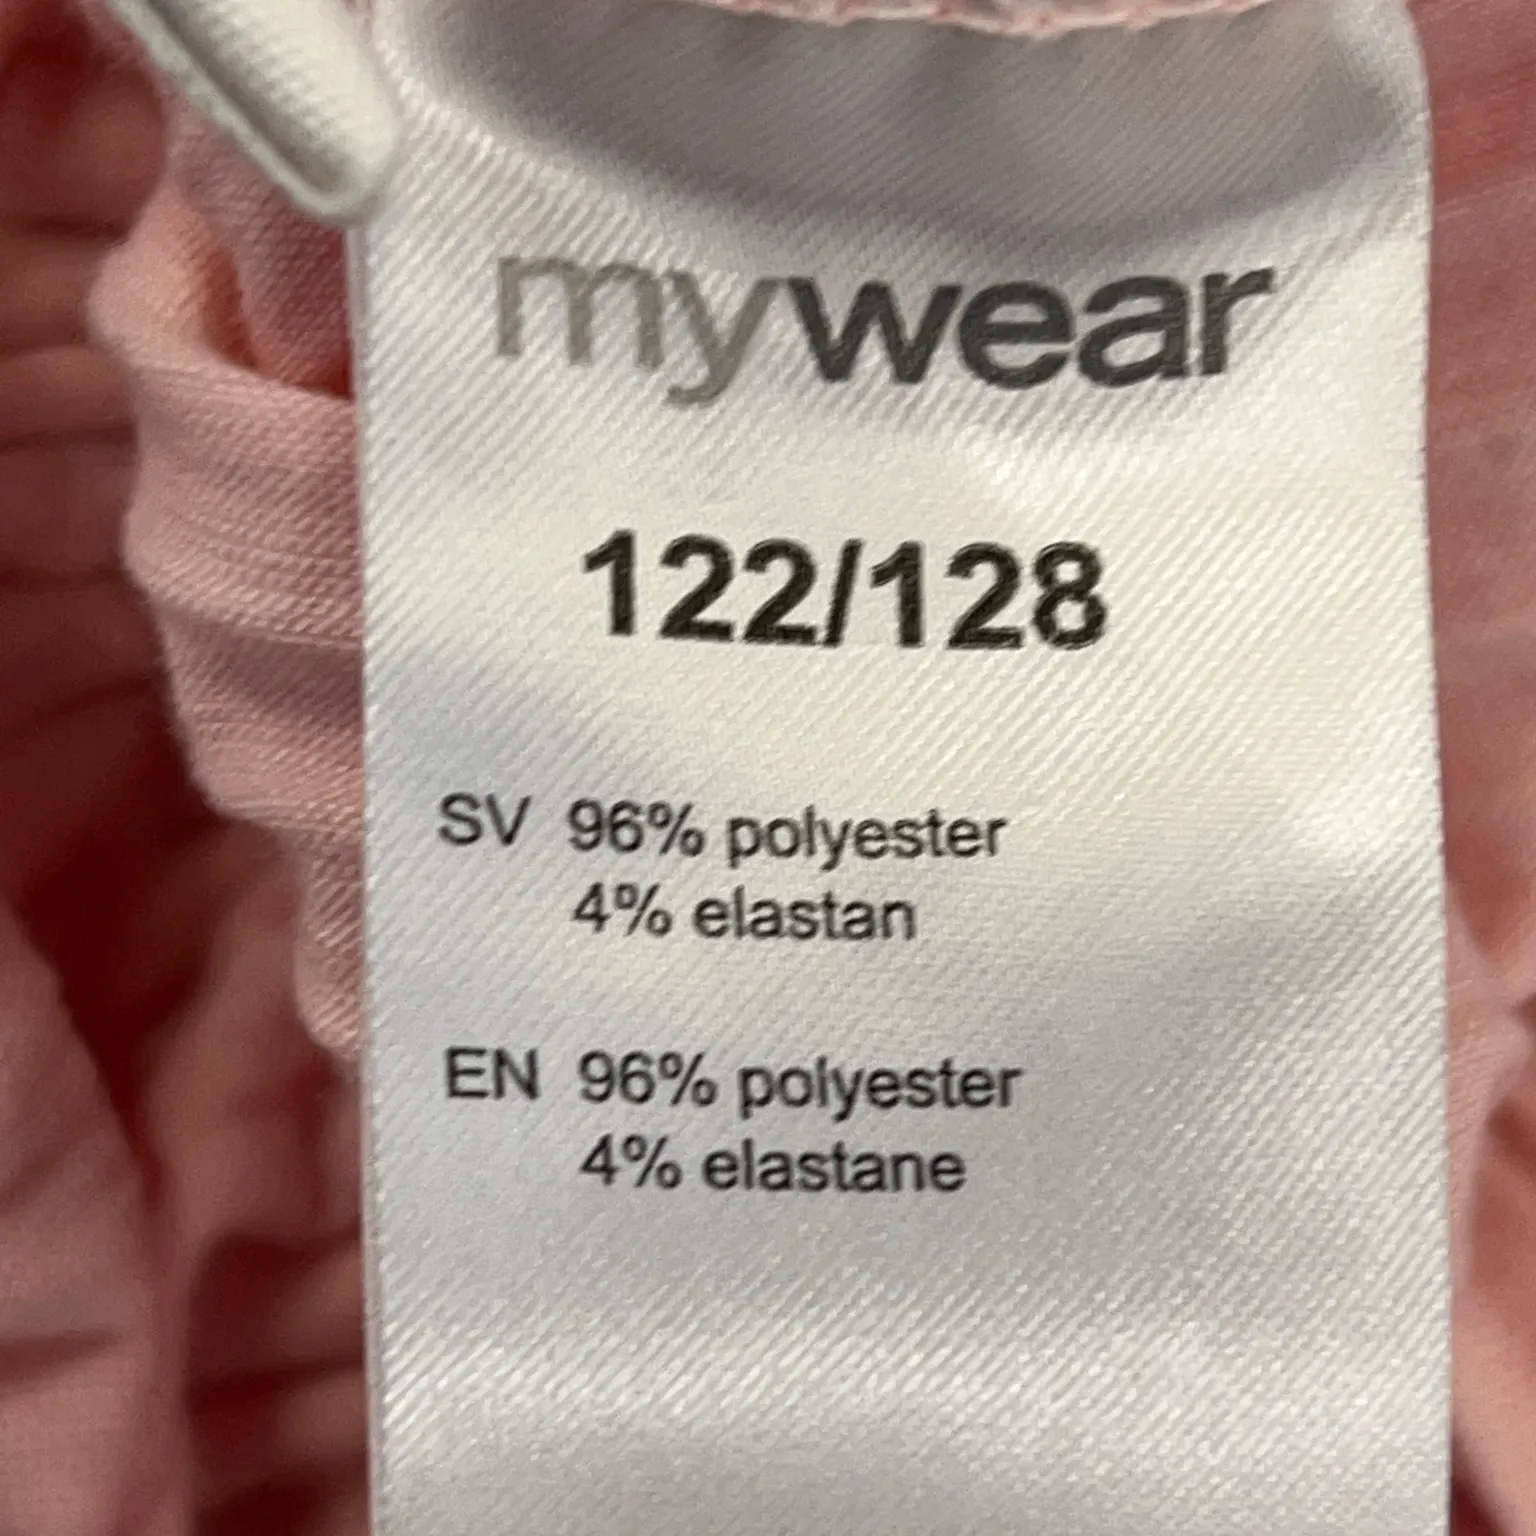 mywear
122/128
SV 96% polyester
4% elastan
EN 96% polyester
4% elastane